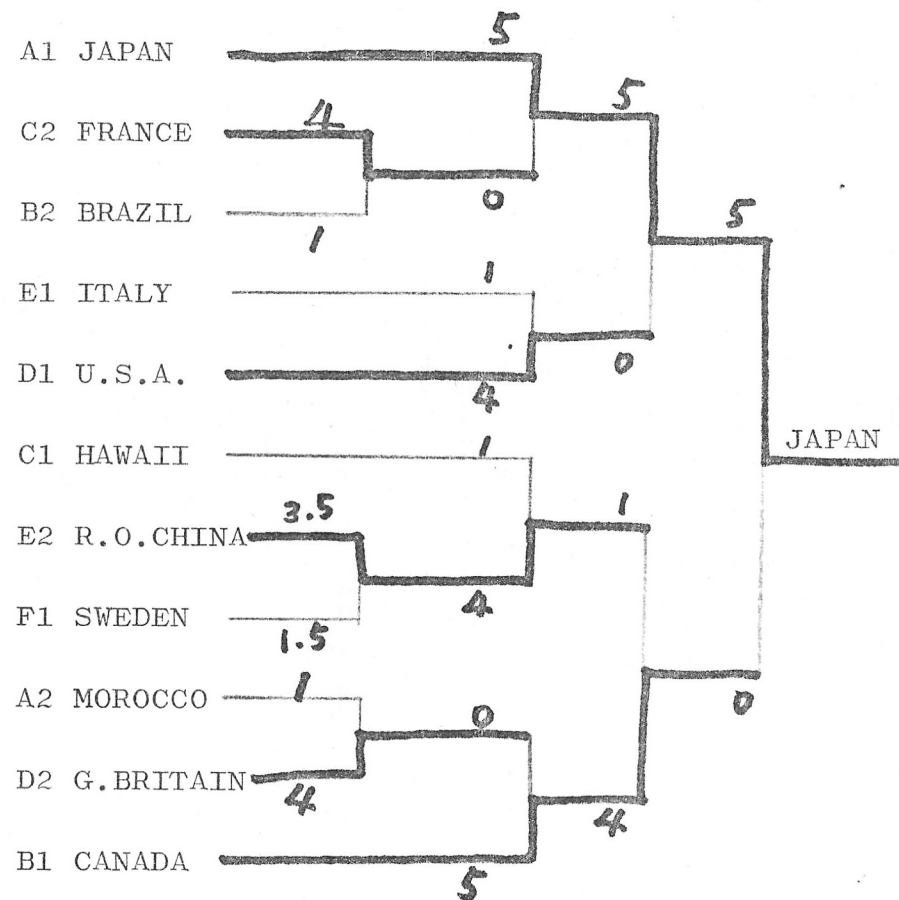 5
A1 JAPAN
5
4
C2 FRANCE
0
B2 BRAZIL
1
5
1
E1 ITALY
0
D1 U.S.A.
4
1
C1 HAWAII
JAPAN
3.5
1
E2 R.O.CHINA
4
F1 SWEDEN
1.5
1
A2 MOROCCO
0
0
D2 G.BRITAIN
4
4
B1 CANADA
5